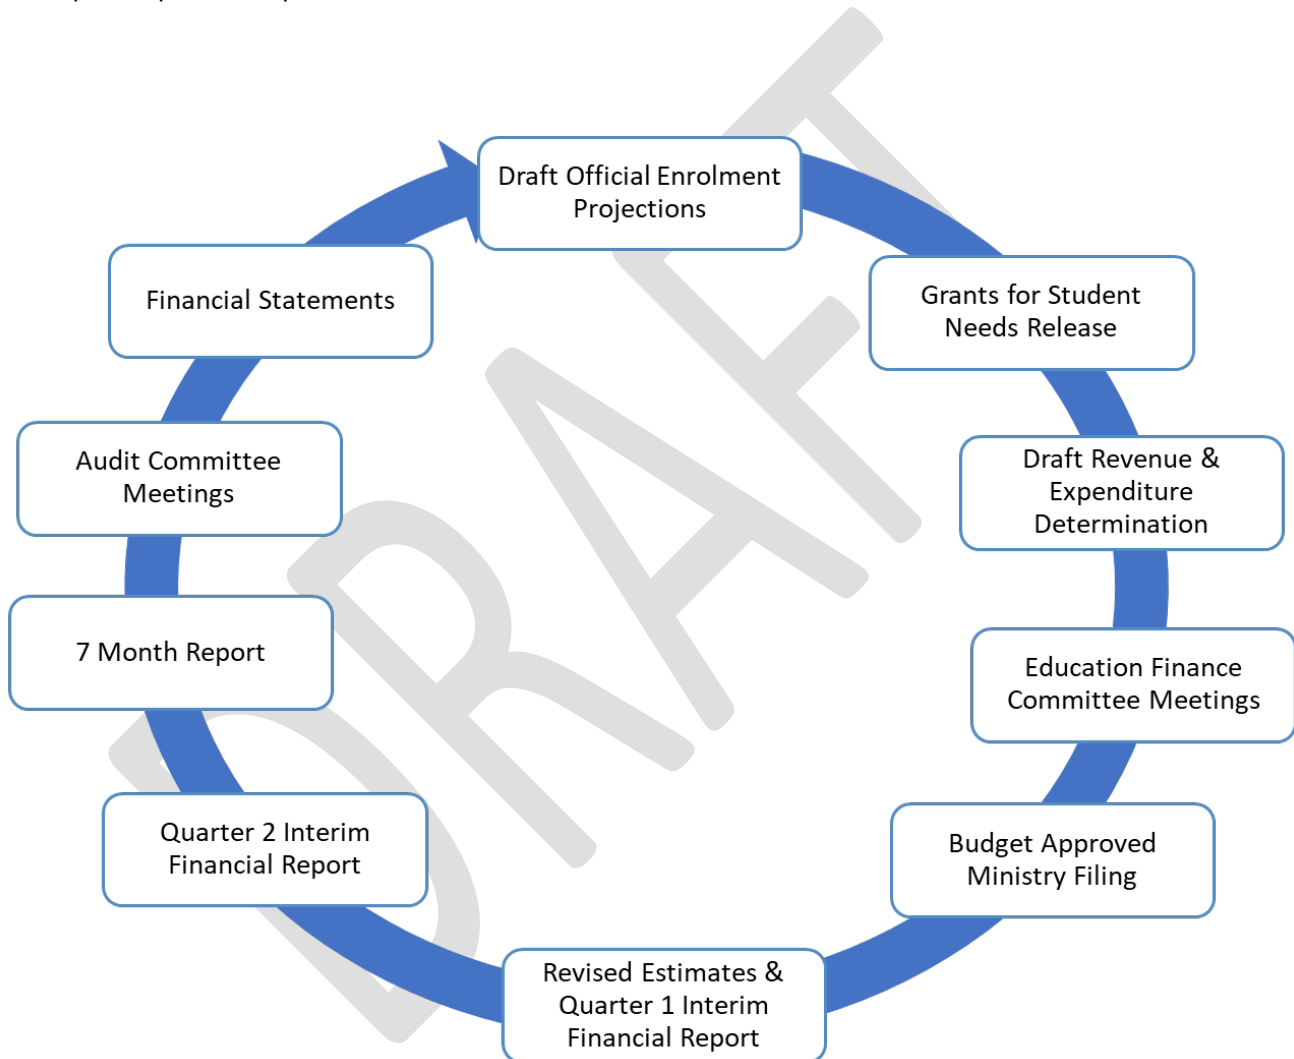 Draft Official Enrolment
Projections
Grants for Student
Needs Release
Draft Revenue &
Expenditure
Determination
Education Finance
Committee Meetings
Budget Approved
Ministry Filing
Revised Estimates &
Quarter 1 Interim
Financial Report
Quarter 2 Interim
Financial Report
7 Month Report
Audit Committee
Meetings
Financial Statements
DRAFT